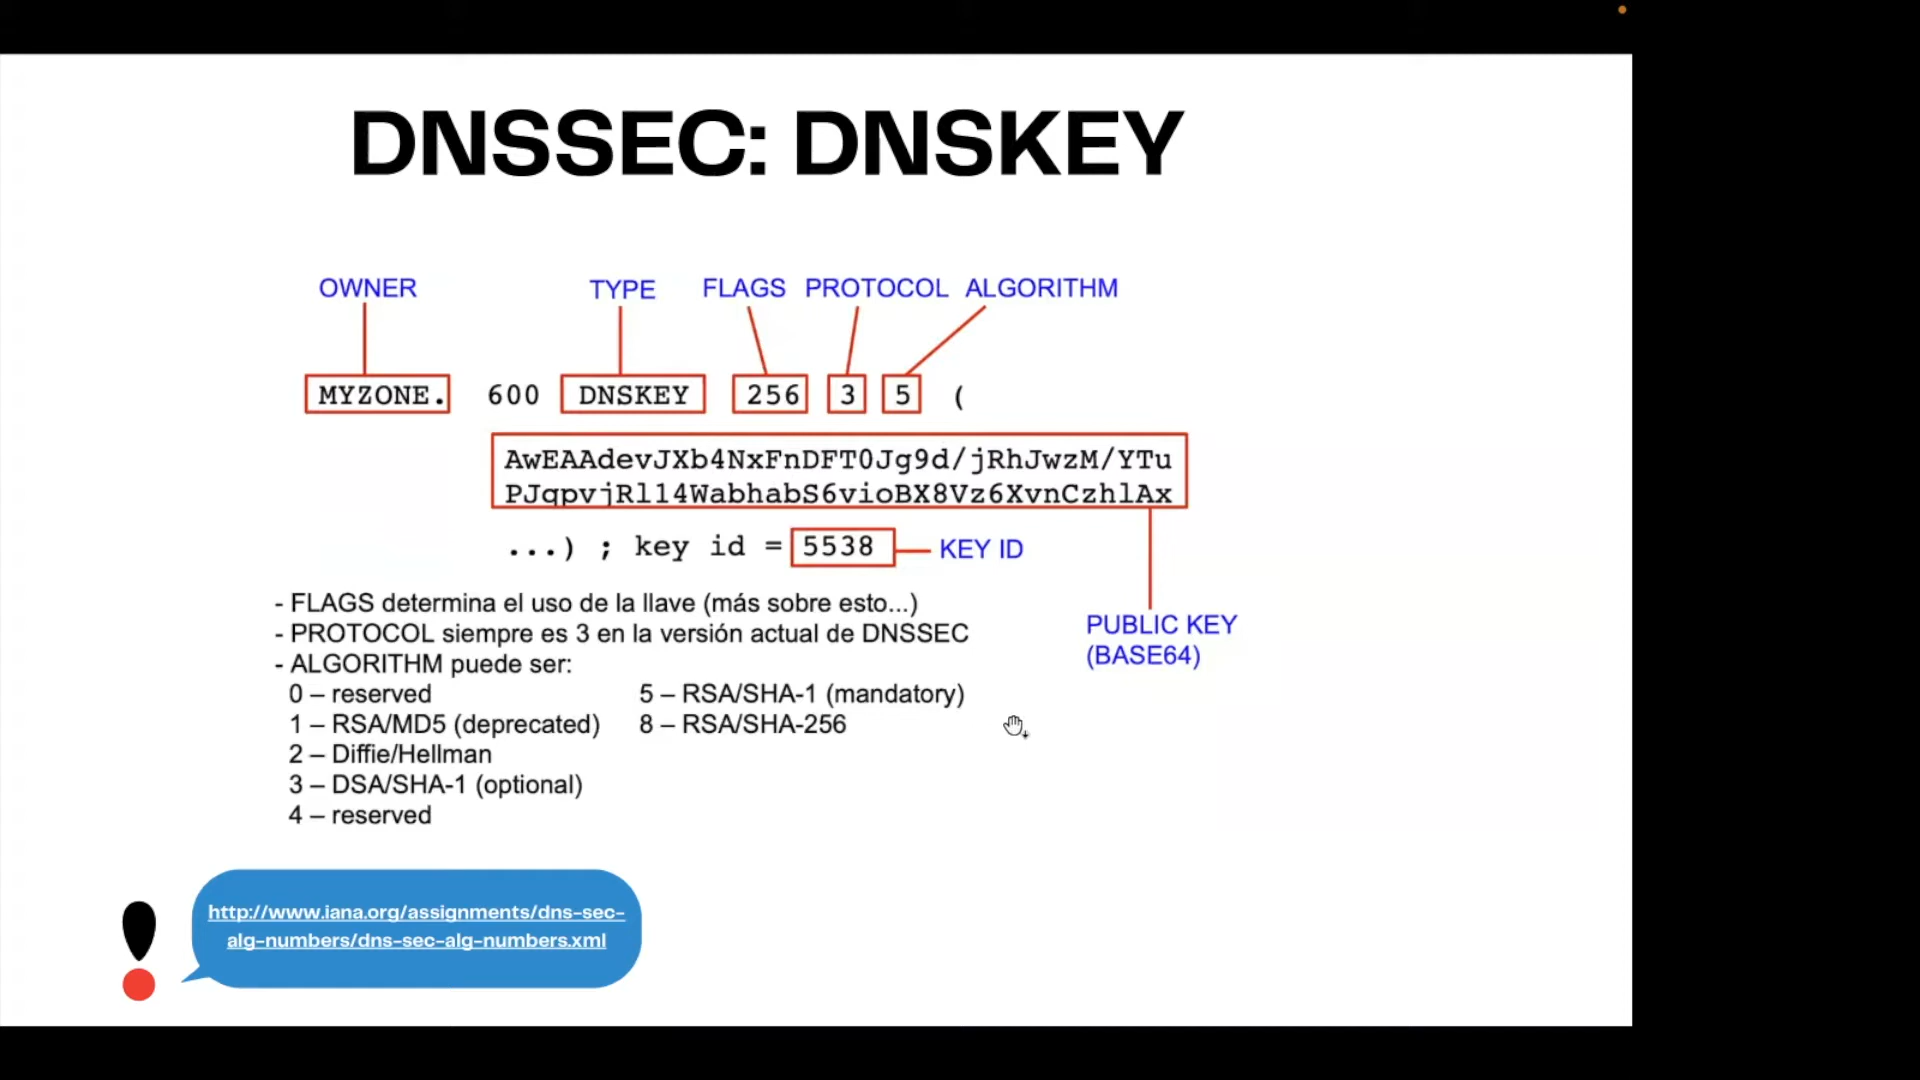 DNSSEC: DNSKEY
OWNER TYPE FLAGS PROTOCOL ALGORITHM
MYZONE. 600 DNSKEY 256 3 5 (
AwEAAdevJXb4NxFnDFT0Jg9d/jRhJwzM/YTu
PJqpvjRl14WabhabS6vioBX8Vz6XvnCzhlAx
...) ; key id = 5538 KEY ID
PUBLIC KEY
(BASE64)
- FLAGS determina el uso de la llave (más sobre esto...)
- PROTOCOL siempre es 3 en la versión actual de DNSSEC
- ALGORITHM puede ser:
0 – reserved 5 – RSA/SHA-1 (mandatory)
1 – RSA/MD5 (deprecated) 8 – RSA/SHA-256
2 – Diffie/Hellman
3 – DSA/SHA-1 (optional)
4 – reserved
http://www.iana.org/assignments/dns-sec-
alg-numbers/dns-sec-alg-numbers.xml